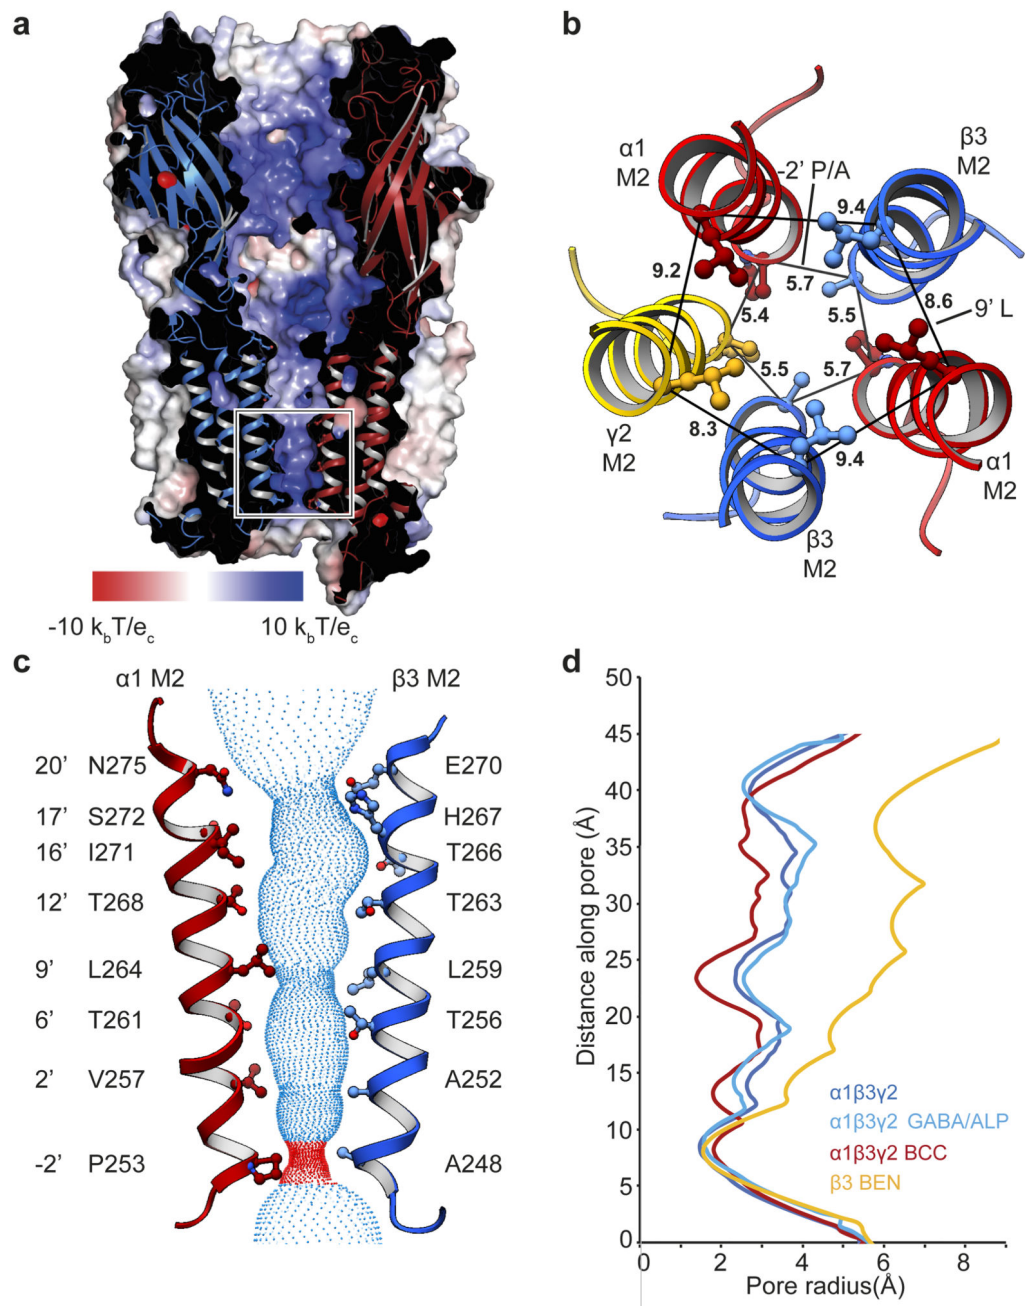 a
-10 k_bT/e_c
10 k_bT/e_c
b
α1
M2
-2' P/A
β3
M2
9.4
9.2
5.7
8.6
9' L
5.4
5.5
5.5
5.7
8.3
9.4
γ2
M2
α1
M2
β3
M2
c
α1 M2
β3 M2
20' N275 E270
17' S272 H267
16' I271 T266
12' T268 T263
9' L264 L259
6' T261 T256
2' V257 A252
-2' P253 A248
d
50
45
40
35
30
25
20
15
10
5
0
Distance along pore (Å)
α1β3γ2
α1β3γ2 GABA/ALP
α1β3γ2 BCC
β3 BEN
0 2 4 6 8
Pore radius(Å)